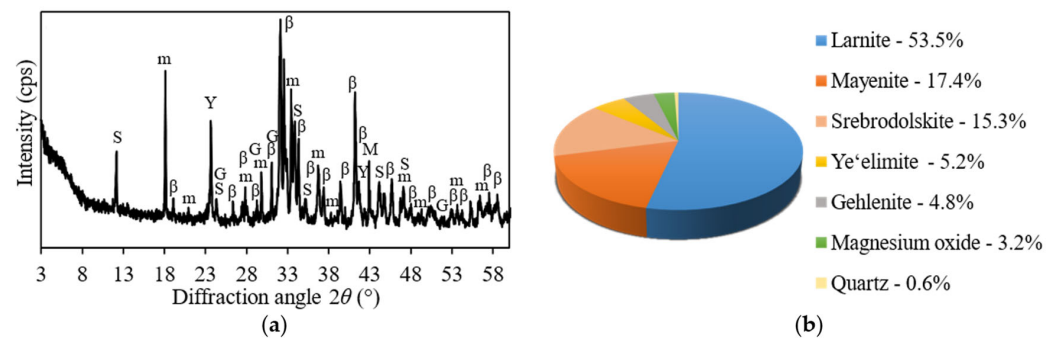 Intensity (cps)
S
m
β
m
Y
G
S
β
β
m
β
G
m
G
β
β
m
S
β
β
S
m
β
m
β
β
β
Y
M
S
β
S
m
β
m
β
O
m
β
β
m
β
β
3 8 13 18 23 28 33 38 43 48 53 58
Diffraction angle 2θ (°)
(a)
Larnite - 53.5%
Mayenite - 17.4%
Srebrodolskite - 15.3%
Ye‘elimite - 5.2%
Gehlenite - 4.8%
Magnesium oxide - 3.2%
Quartz - 0.6%
(b)